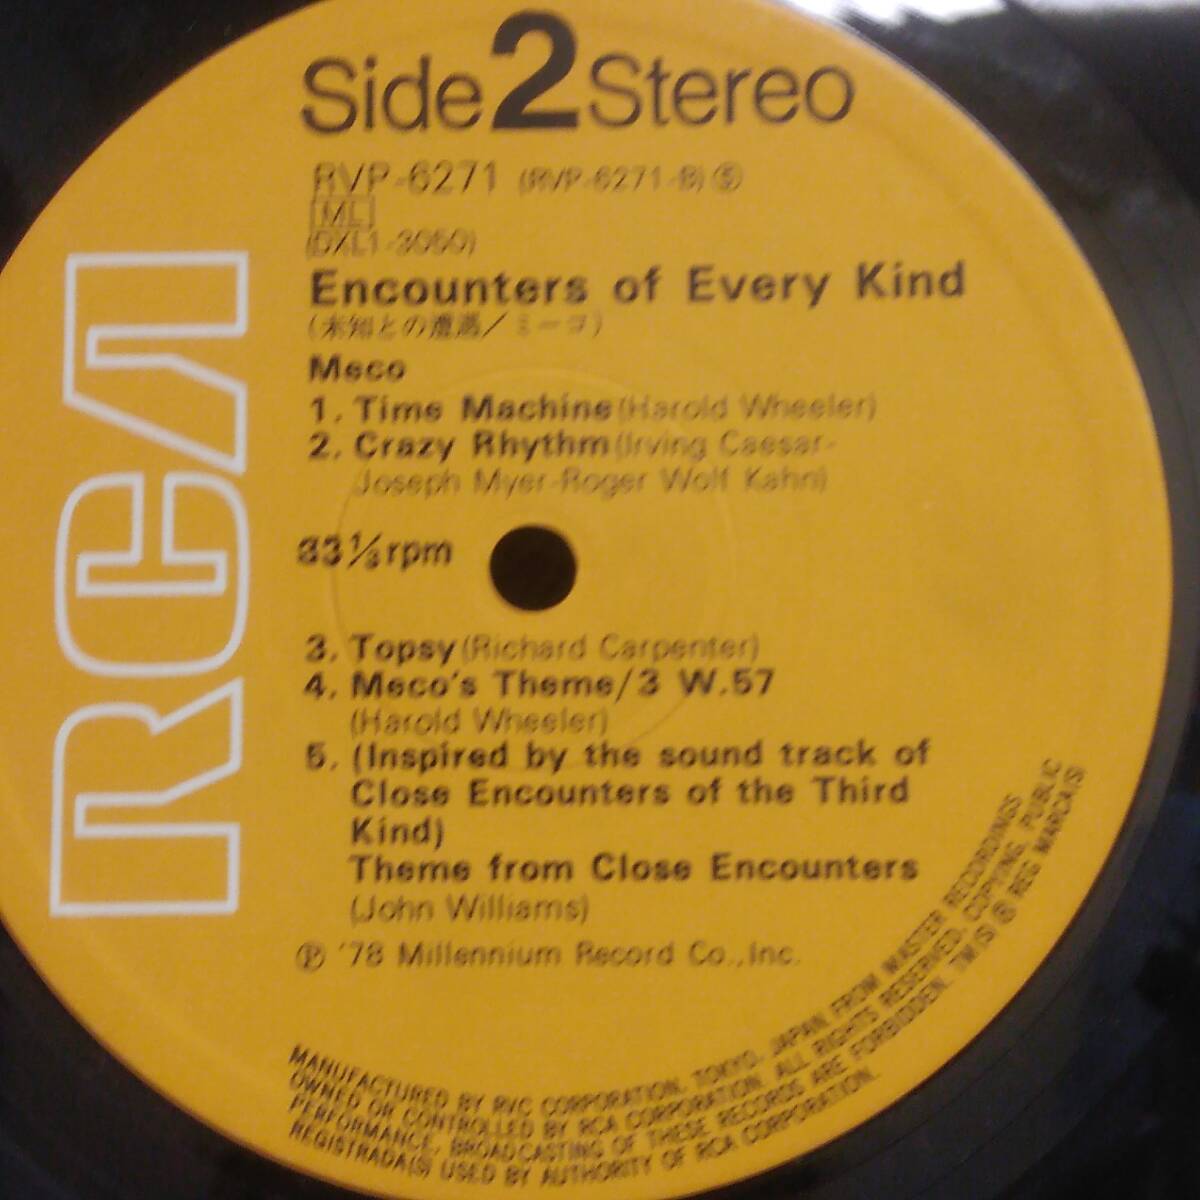 Side 2 Stereo
RVP-6271 (RVP-6271-B) Ⓢ
[ML]
(DXL1-3050)
Encounters of Every Kind
(未知との遭遇/ミーコ)
Meco
1. Time Machine (Harold Wheeler)
2. Crazy Rhythm (Irving Caesar-
Joseph Myer-Roger Wolf Kahn)
33⅓ rpm
3. Topsy (Richard Carpenter)
4. Meco's Theme/3 W.57
(Harold Wheeler)
5. (Inspired by the sound track of
Close Encounters of the Third
Kind)
Theme from Close Encounters
(John Williams)
Ⓟ '78 Millennium Record Co., Inc.
RCA
MANUFACTURED BY RVC CORPORATION, TOKYO, JAPAN FROM MASTER RECORDINGS
OWNED OR CONTROLLED BY RCA CORPORATION. ALL RIGHTS RESERVED. COPYING, PUBLIC
PERFORMANCE, BROADCASTING OF THESE RECORDS ARE FORBIDDEN. TM(S) Ⓡ REG MARCA(S)
REGISTRADA(S) USED BY AUTHORITY OF RCA CORPORATION.